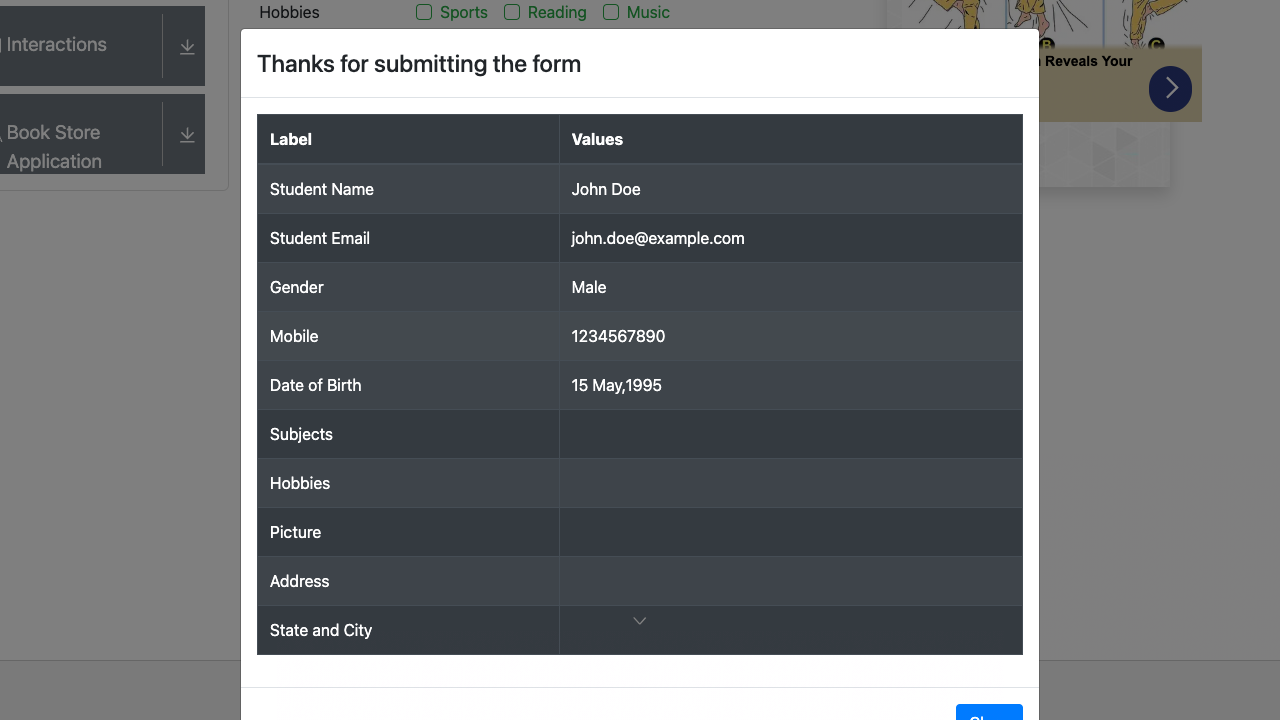 Hobbies Sports Reading Music
Interactions
Book Store
Application
B C
Reveals Your
Thanks for submitting the form
Label Values
Student Name John Doe
Student Email john.doe@example.com
Gender Male
Mobile 1234567890
Date of Birth 15 May,1995
Subjects
Hobbies
Picture
Address
State and City